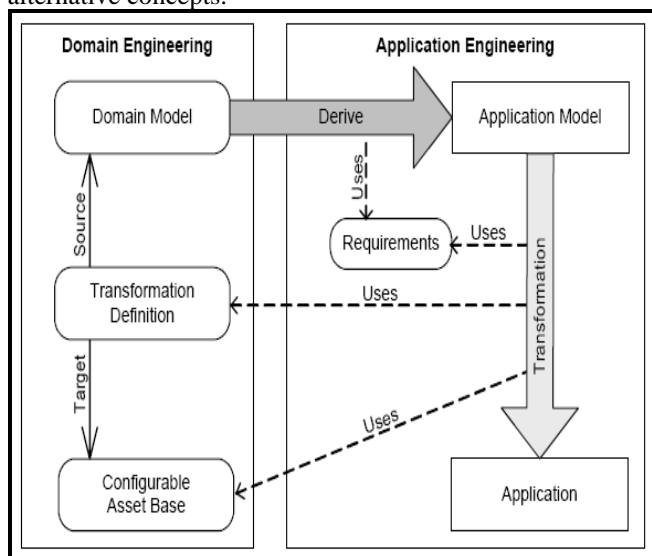 alternative concepts.
Domain Engineering
Application Engineering
Domain Model
Derive
Application Model
Source
Uses
Requirements
Uses
Transformation
Definition
Uses
Transformation
Target
Uses
Configurable
Asset Base
Application